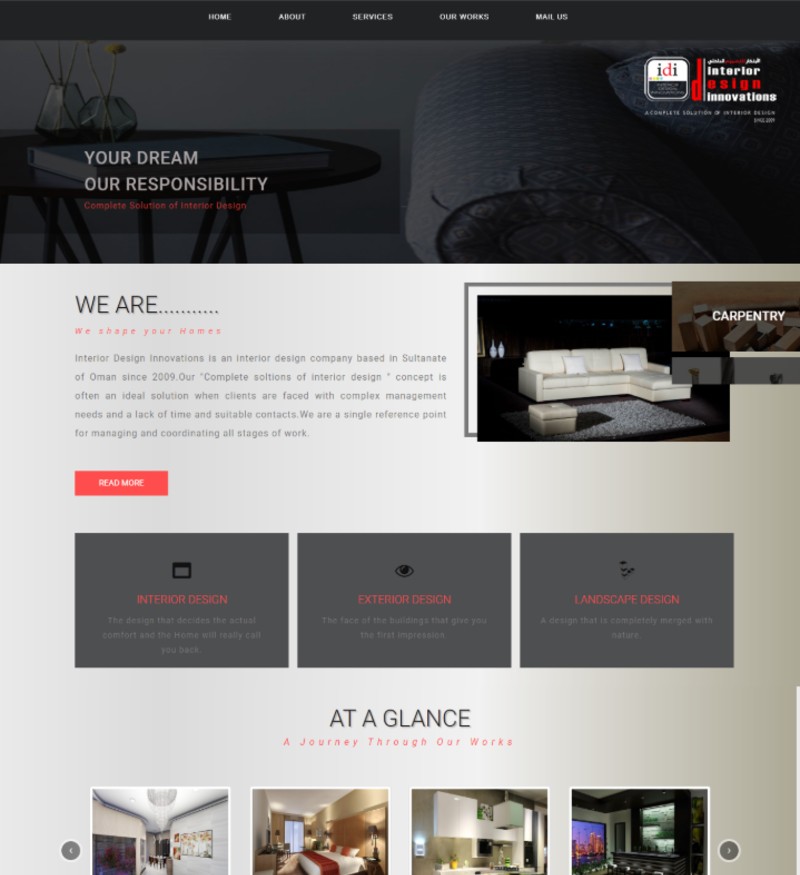 HOME ABOUT SERVICES OUR WORKS MAIL US
idi
interior
design
innovations
A COMPLETE SOLUTION OF INTERIOR DESIGN
SINCE 2009
YOUR DREAM
OUR RESPONSIBILITY
Complete Solution of Interior Design
WE ARE...........
We shape your Homes
Interior Design Innovations is an interior design company based in Sultanate
of Oman since 2009.Our "Complete soltions of interior design " concept is
often an ideal solution when clients are faced with complex management
needs and a lack of time and suitable contacts.We are a single reference point
for managing and coordinating all stages of work.
CARPENTRY
READ MORE
INTERIOR DESIGN
The design that decides the actual
comfort and the Home will really call
you back.
EXTERIOR DESIGN
The face of the buildings that give you
the first impression.
LANDSCAPE DESIGN
A design that is completely merged with
nature.
AT A GLANCE
A Journey Through Our Works